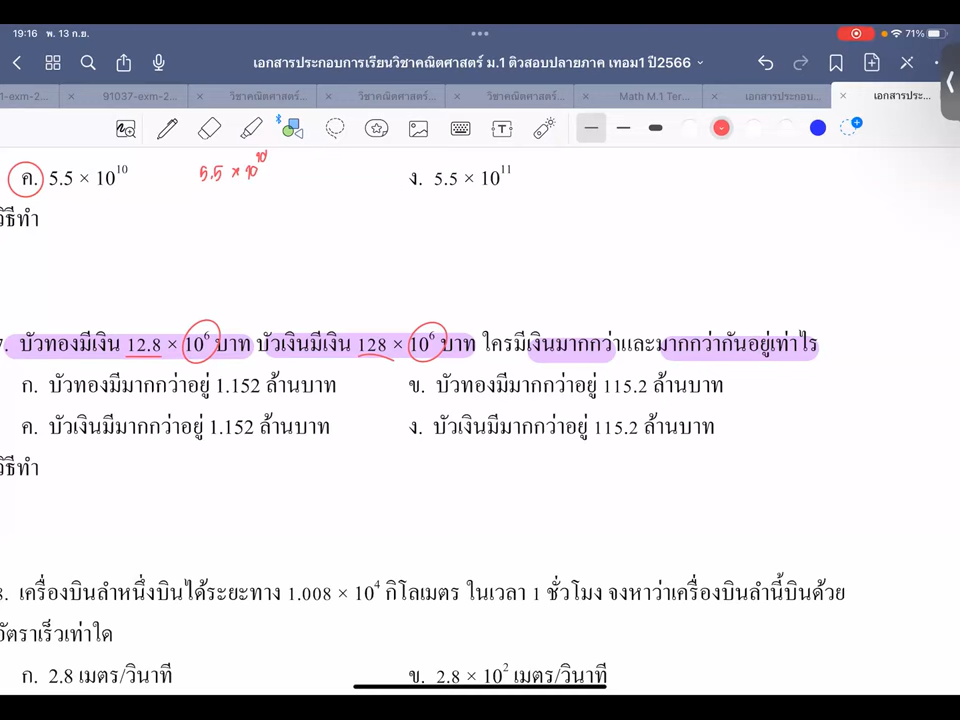 19:16 พ. 13 ก.ย.
71%
เอกสารประกอบการเรียนวิชาคณิตศาสตร์ ม.1 ติวสอบปลายภาค เทอม1 ปี2566
1-exm-2... 91037-exm-2... วิชาคณิตศาสตร์... วิชาคณิตศาสตร์... วิชาคณิตศาสตร์... Math M.1 Ter... เอกสารประกอบ... เอกสารประ...
ค. 5.5 × 10¹⁰ 5.5 × 10¹⁰ ง. 5.5 × 10¹¹
วิธีทำ
7. บัวทองมีเงิน 12.8 × 10⁶ บาท บัวเงินมีเงิน 128 × 10⁶ บาท ใครมีเงินมากกว่าและมากกว่ากันอยู่เท่าไร
ก. บัวทองมีมากกว่าอยู่ 1.152 ล้านบาท ข. บัวทองมีมากกว่าอยู่ 115.2 ล้านบาท
ค. บัวเงินมีมากกว่าอยู่ 1.152 ล้านบาท ง. บัวเงินมีมากกว่าอยู่ 115.2 ล้านบาท
วิธีทำ
8. เครื่องบินลำหนึ่งบินได้ระยะทาง 1.008 × 10⁴ กิโลเมตร ในเวลา 1 ชั่วโมง จงหาว่าเครื่องบินลำนี้บินด้วย
อัตราเร็วเท่าใด
ก. 2.8 เมตร/วินาที ข. 2.8 × 10² เมตร/วินาที